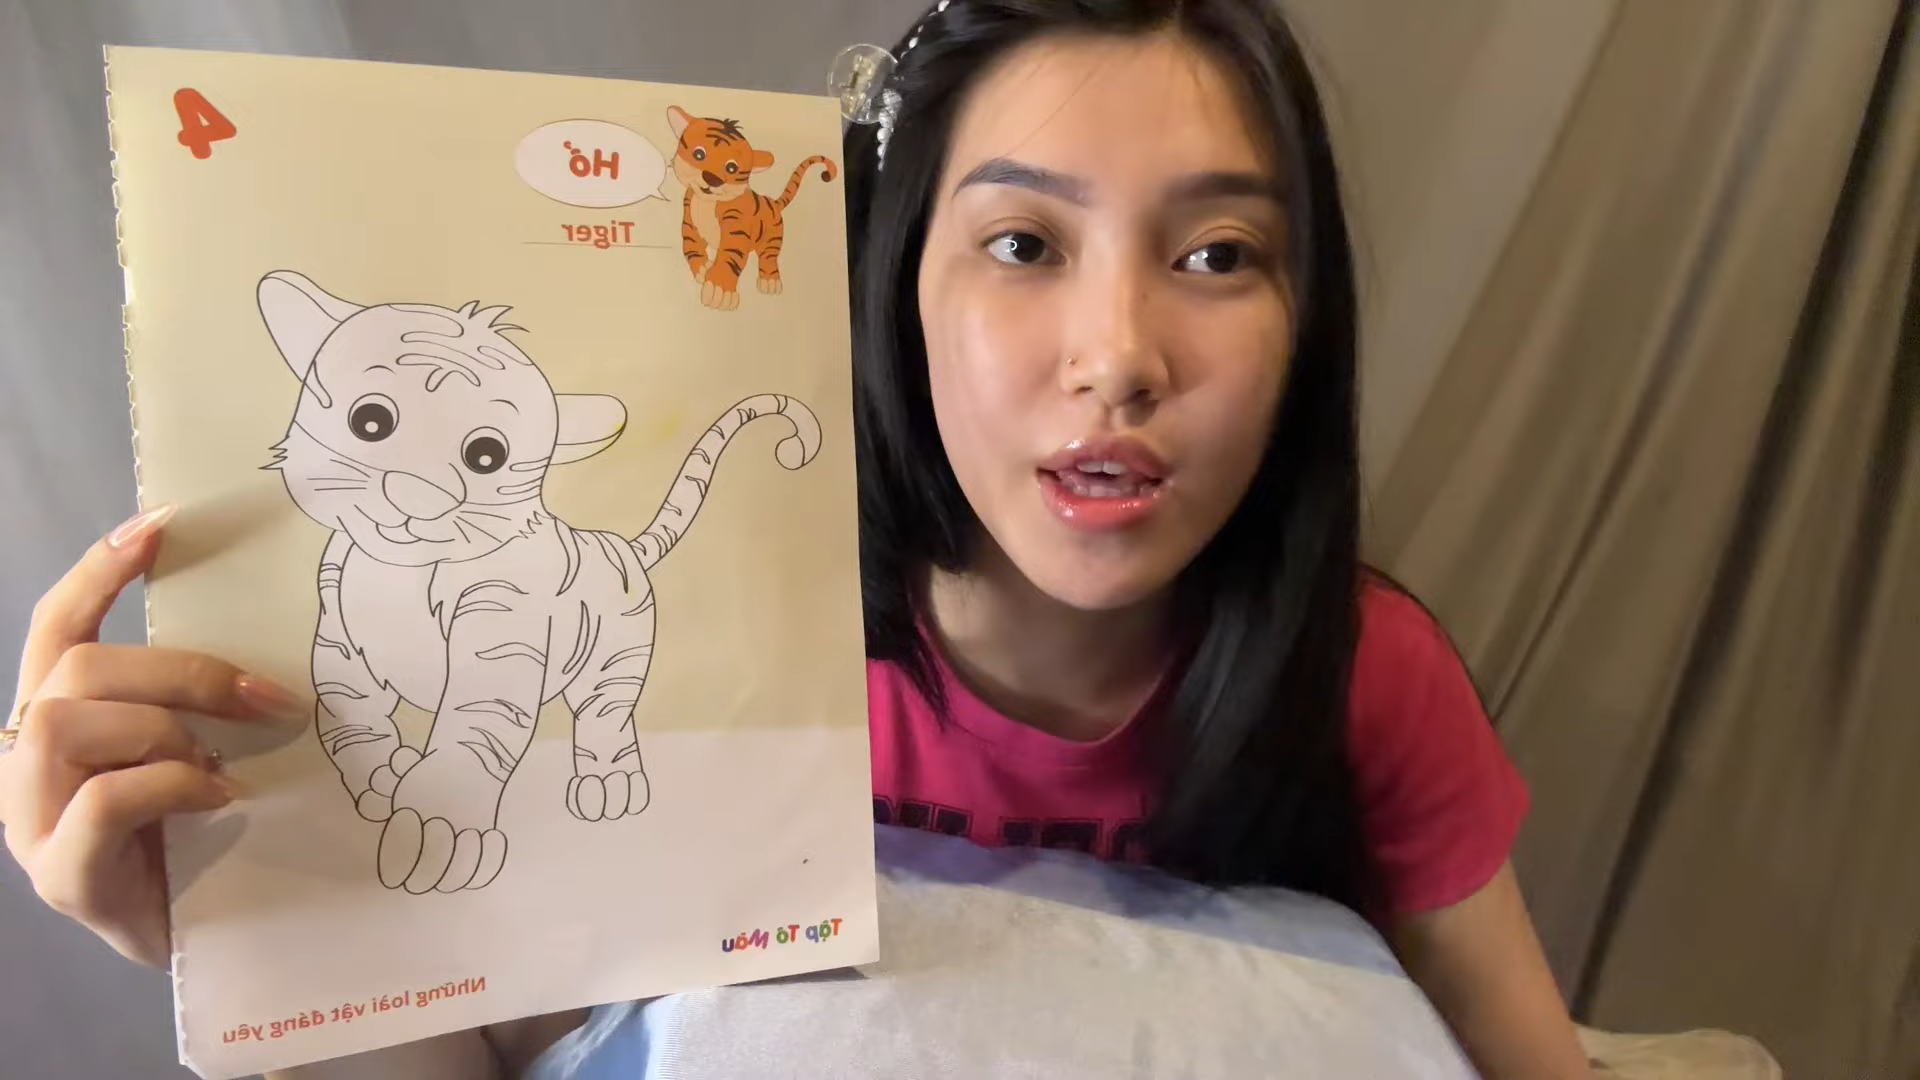 4
Hổ
Tiger
Tập Tô Màu
Những loài vật đáng yêu